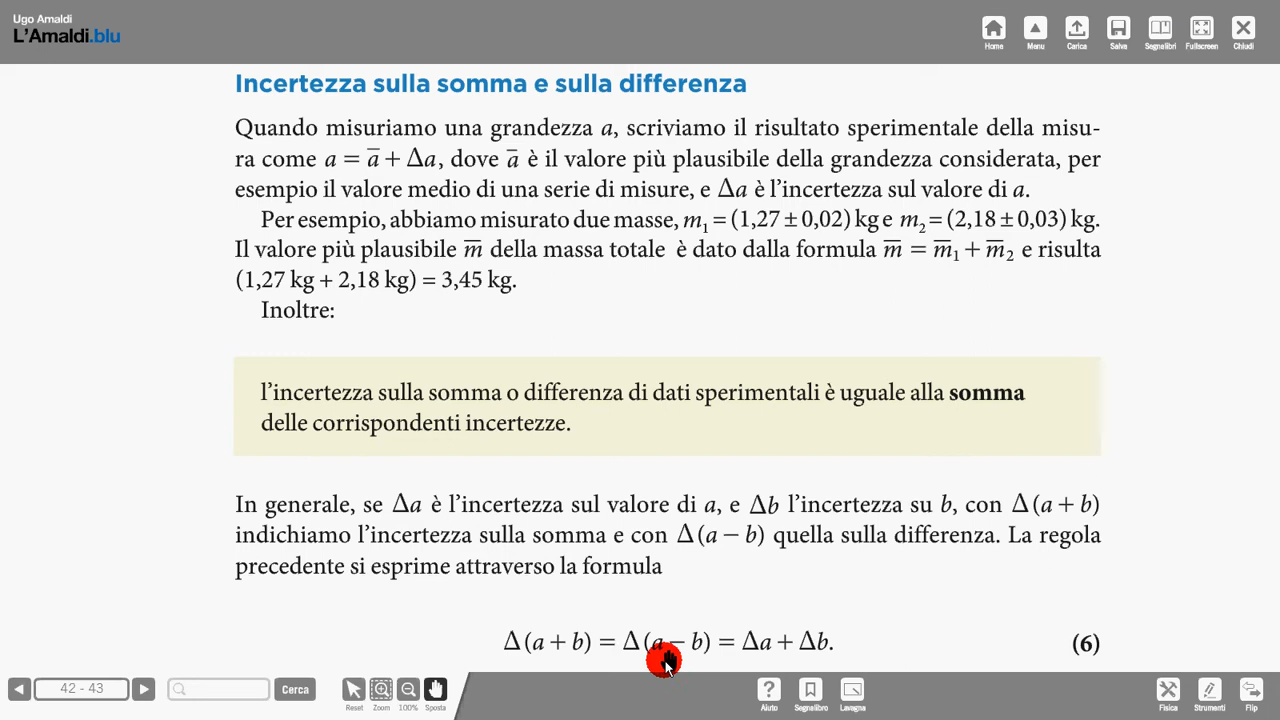 Ugo Amaldi
L'Amaldi.blu
Home Menu Carica Salva Segnalibri Fullscreen Chiudi
Incertezza sulla somma e sulla differenza
Quando misuriamo una grandezza a, scriviamo il risultato sperimentale della misu-
ra come a = a̅ + Δa, dove a̅ è il valore più plausibile della grandezza considerata, per
esempio il valore medio di una serie di misure, e Δa è l'incertezza sul valore di a.
Per esempio, abbiamo misurato due masse, m₁ = (1,27 ± 0,02) kg e m₂ = (2,18 ± 0,03) kg.
Il valore più plausibile m̅ della massa totale è dato dalla formula m̅ = m̅₁ + m̅₂ e risulta
(1,27 kg + 2,18 kg) = 3,45 kg.
Inoltre:
l'incertezza sulla somma o differenza di dati sperimentali è uguale alla somma
delle corrispondenti incertezze.
In generale, se Δa è l'incertezza sul valore di a, e Δb l'incertezza su b, con Δ(a + b)
indichiamo l'incertezza sulla somma e con Δ(a − b) quella sulla differenza. La regola
precedente si esprime attraverso la formula
Δ(a + b) = Δ(a − b) = Δa + Δb. (6)
42 - 43 Cerca Reset Zoom 100% Sposta Aiuto Segnalibro Lavagna Fisica Strumenti Flip